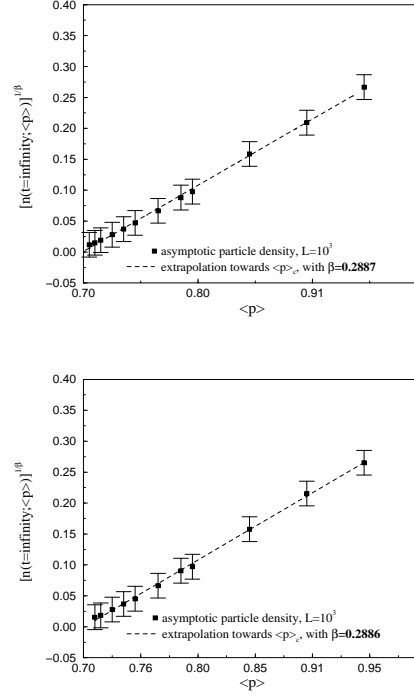 0.40
0.30
0.25
0.20
0.15
0.10
0.05
0.00
−0.05
[n(t=infinity;<p>)]^{1/β}
asymptotic particle density, L=10^3
extrapolation towards <p>_c, with β=0.2887
0.70 0.80 0.91
<p>
0.40
0.35
0.30
0.25
0.20
0.15
0.10
0.05
0.00
−0.05
[n(t=infinity;<p>)]^{1/β}
asymptotic particle density, L=10^3
extrapolation towards <p>_c, with β=0.2886
0.70 0.76 0.80 0.85 0.90 0.95
<p>